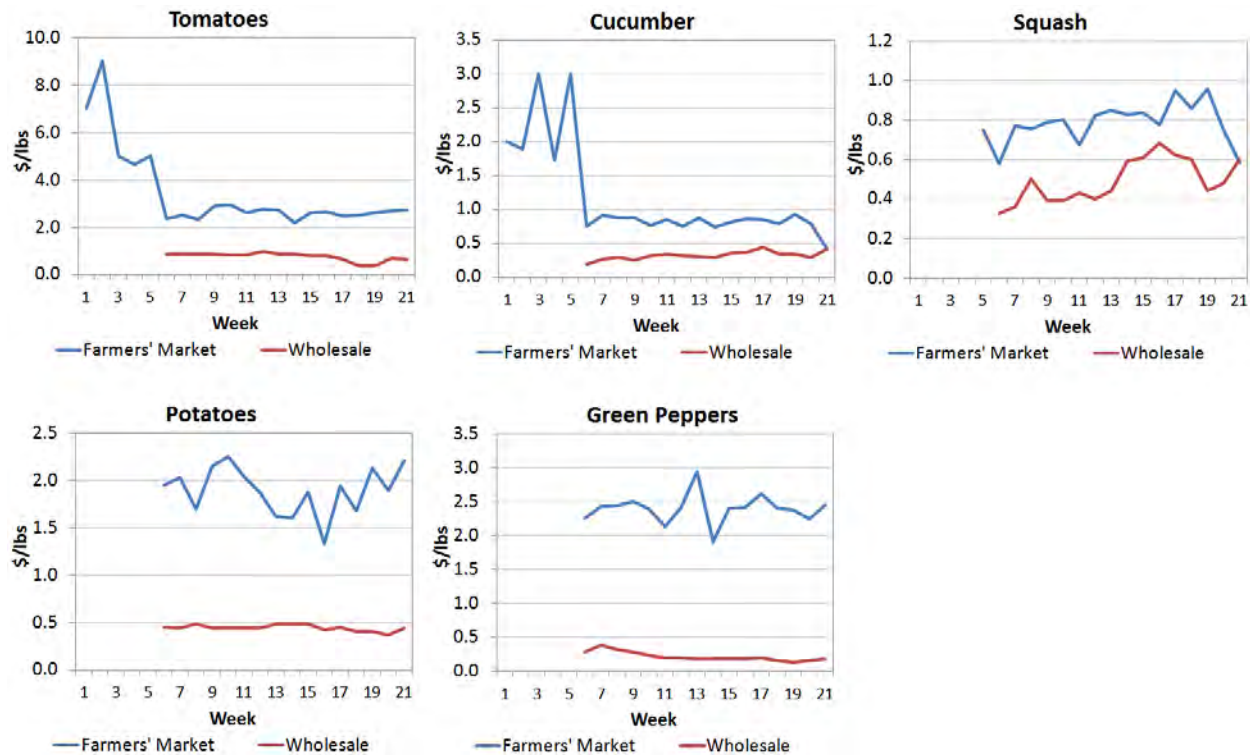 Tomatoes
10.0
8.0
6.0
4.0
2.0
0.0
$/lbs
1 3 5 7 9 11 13 15 17 19 21
Week
Farmers' Market Wholesale
Cucumber
3.5
3.0
2.5
2.0
1.5
1.0
0.5
0.0
$/lbs
1 3 5 7 9 11 13 15 17 19 21
Week
Farmers' Market Wholesale
Squash
1.2
1.0
0.8
0.6
0.4
0.2
0.0
$/lbs
1 3 5 7 9 11 13 15 17 19 21
Week
Farmers' Market Wholesale
Potatoes
2.5
2.0
1.5
1.0
0.5
0.0
$/lbs
1 3 5 7 9 11 13 15 17 19 21
Week
Farmers' Market Wholesale
Green Peppers
3.5
3.0
2.5
2.0
1.5
1.0
0.5
0.0
$/lbs
1 3 5 7 9 11 13 15 17 19 21
Week
Farmers' Market Wholesale